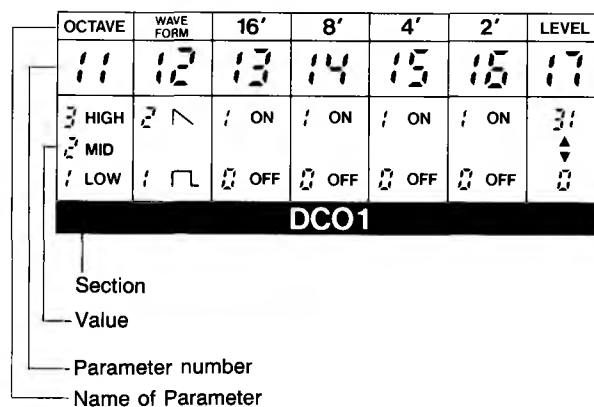 OCTAVE WAVE FORM 16′ 8′ 4′ 2′ LEVEL
11 12 13 14 15 16 17
3 HIGH 2 1 ON 1 ON 1 ON 1 ON 31
2 MID
1 LOW 1 0 OFF 0 OFF 0 OFF 0 OFF 0
DCO1
Section
Value
Parameter number
Name of Parameter